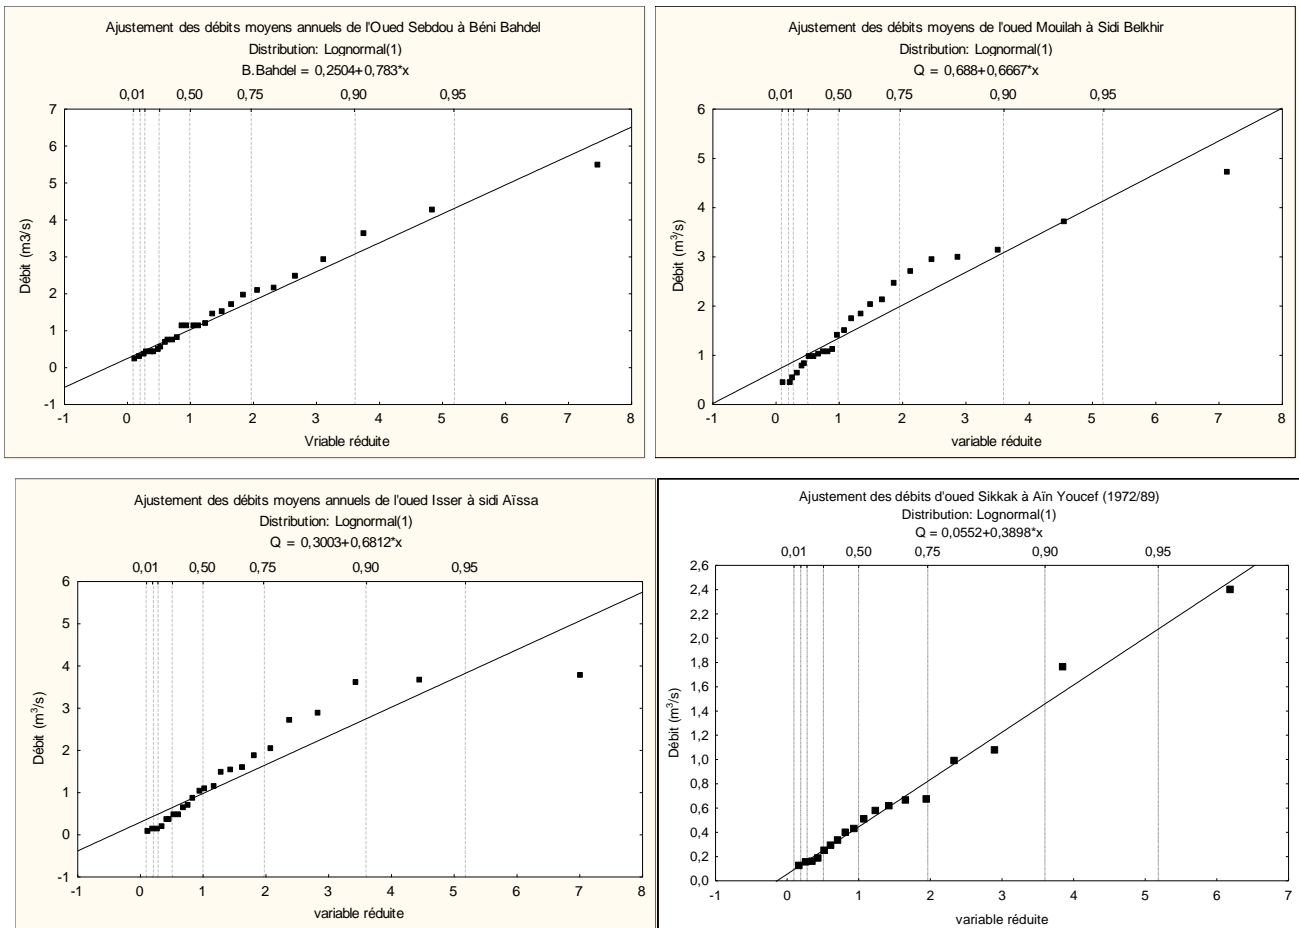 Ajustement des débits moyens annuels de l'Oued Sebdou à Béni Bahdel
Distribution: Lognormal(1)
B.Bahdel = 0,2504+0,783*x
0,01 0,50 0,75 0,90 0,95
7
6
5
4
3
2
1
0
-1
Débit (m3/s)
-1 0 1 2 3 4 5 6 7 8
Vriable réduite
Ajustement des débits moyens de l'oued Mouilah à Sidi Belkhir
Distribution: Lognormal(1)
Q = 0,688+0,6667*x
0,01 0,50 0,75 0,90 0,95
6
5
4
3
2
1
0
Débit (m³/s)
-1 0 1 2 3 4 5 6 7 8
variable réduite
Ajustement des débits moyens annuels de l'oued Isser à sidi Aïssa
Distribution: Lognormal(1)
Q = 0,3003+0,6812*x
0,01 0,50 0,75 0,90 0,95
6
5
4
3
2
1
0
-1
Débit (m³/s)
-1 0 1 2 3 4 5 6 7 8
variable réduite
Ajustement des débits d'oued Sikkak à Aïn Youcef (1972/89)
Distribution: Lognormal(1)
Q = 0,0552+0,3898*x
0,01 0,50 0,75 0,90 0,95
2,6
2,4
2,2
2,0
1,8
1,6
1,4
1,2
1,0
0,8
0,6
0,4
0,2
0,0
Débit (m³/s)
-1 0 1 2 3 4 5 6 7
variable réduite